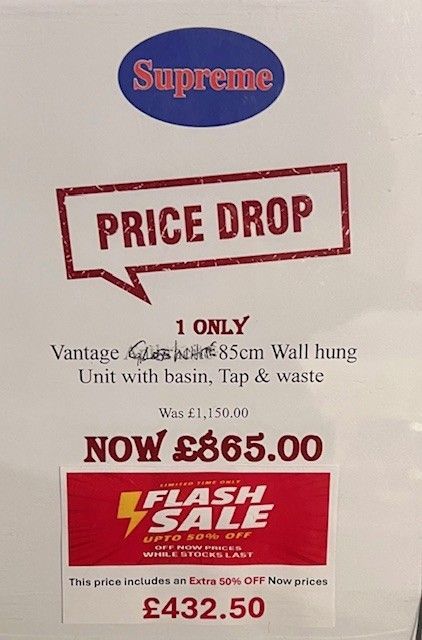 Supreme
PRICE DROP
1 ONLY
Vantage 85cm Wall hung
Unit with basin, Tap & waste
Was £1,150.00
NOW £865.00
LIMITED TIME ONLY
FLASH
SALE
UPTO 50% OFF
OFF NOW PRICES
WHILE STOCKS LAST
This price includes an Extra 50% OFF Now prices
£432.50